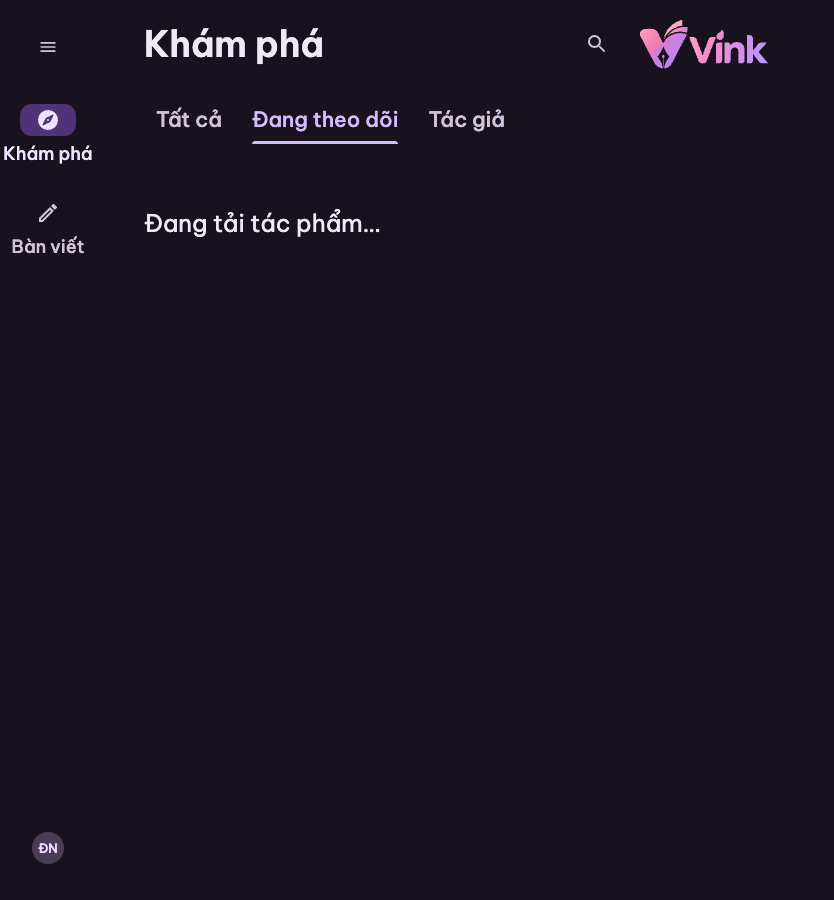 Khám phá
Vink
Tất cả
Đang theo dõi
Tác giả
Khám phá
Bàn viết
Đang tải tác phẩm...
ĐN